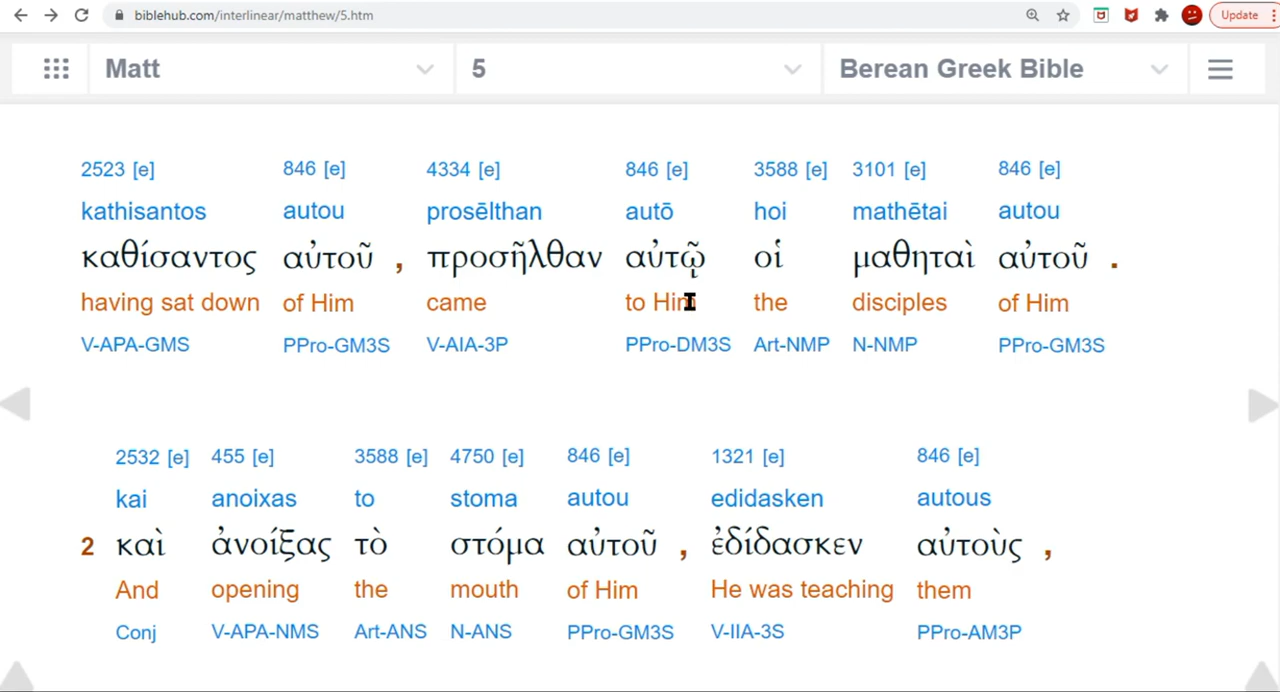 biblehub.com/interlinear/matthew/5.htm Update
Matt 5 Berean Greek Bible
2523 [e] 846 [e] 4334 [e] 846 [e] 3588 [e] 3101 [e] 846 [e]
kathisantos autou prosēlthan autō hoi mathētai autou
καθίσαντος αὐτοῦ , προσῆλθαν αὐτῷ οἱ μαθηταὶ αὐτοῦ .
having sat down of Him came to Him the disciples of Him
V-APA-GMS PPro-GM3S V-AIA-3P PPro-DM3S Art-NMP N-NMP PPro-GM3S
2532 [e] 455 [e] 3588 [e] 4750 [e] 846 [e] 1321 [e] 846 [e]
kai anoixas to stoma autou edidasken autous
2 καὶ ἀνοίξας τὸ στόμα αὐτοῦ , ἐδίδασκεν αὐτοὺς ,
And opening the mouth of Him He was teaching them
Conj V-APA-NMS Art-ANS N-ANS PPro-GM3S V-IIA-3S PPro-AM3P